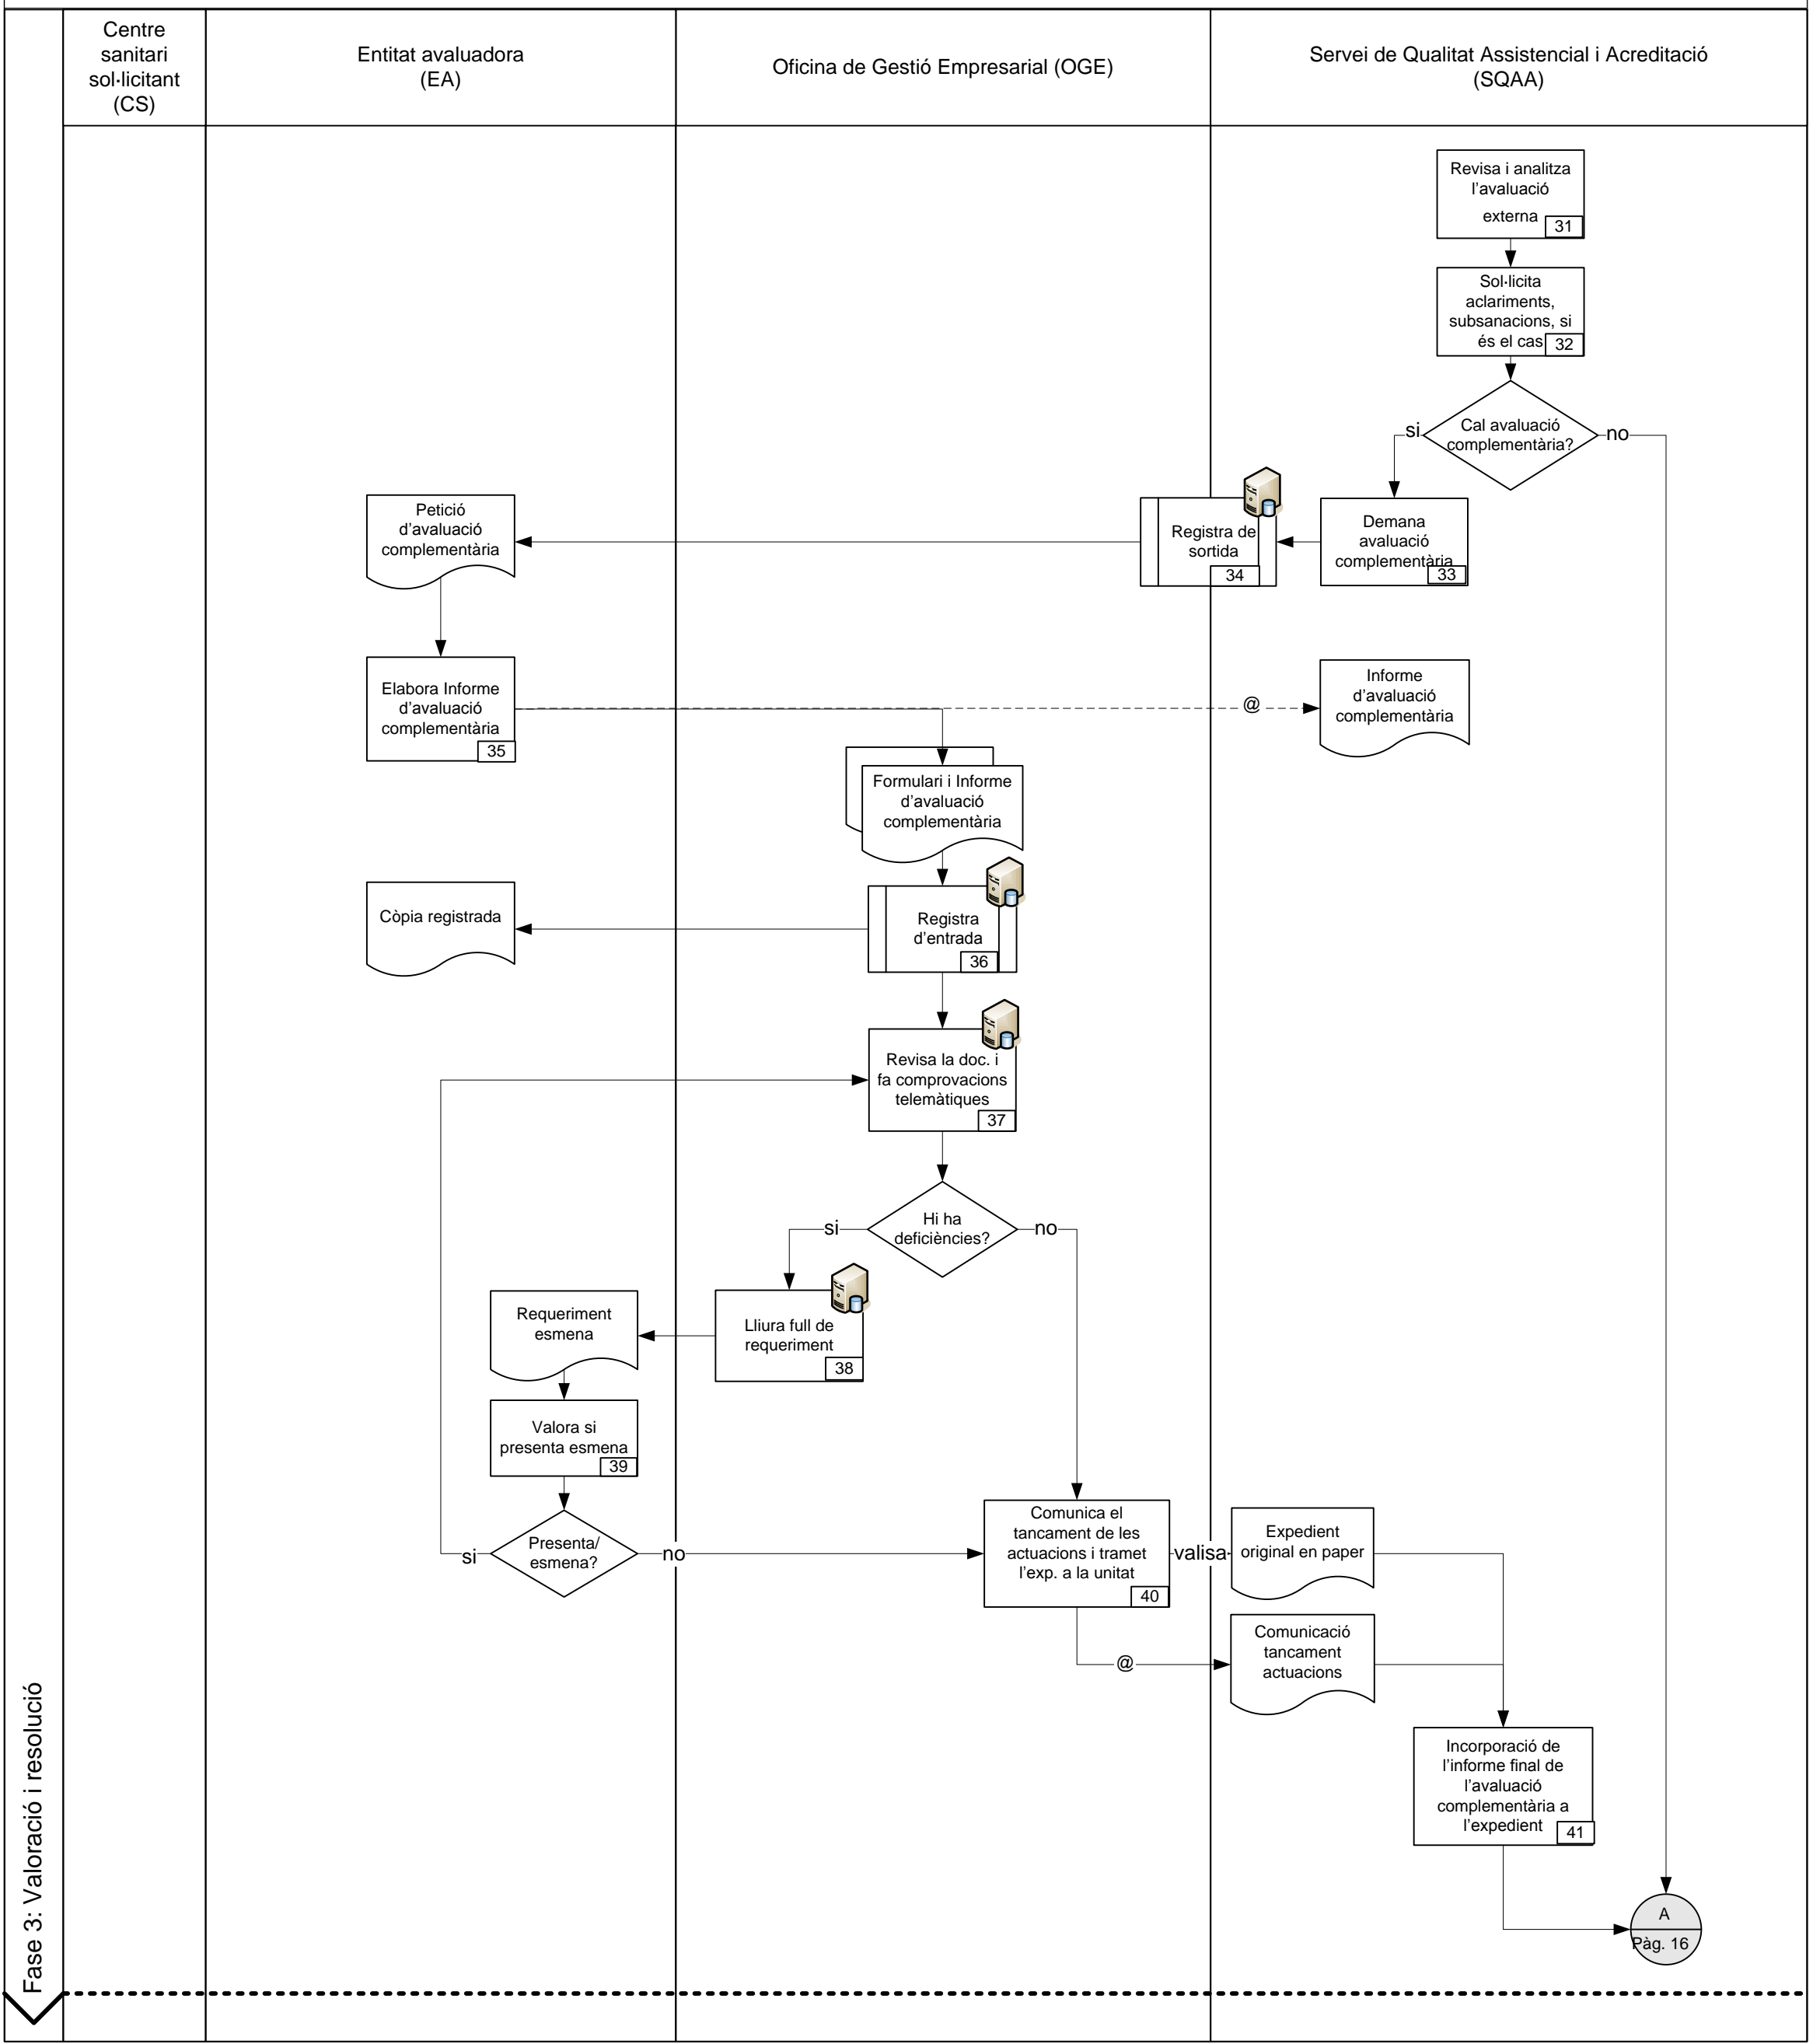 Centre
sanitari
sol·licitant
(CS)
Entitat avaluadora
(EA)
Oficina de Gestió Empresarial (OGE)
Servei de Qualitat Assistencial i Acreditació
(SQAA)
Revisa i analitza
l’avaluació
externa
31
Sol·licita
aclariments,
subsanacions, si
és el cas
32
Cal avaluació
complementària?
si
no
Demana
avaluació
complementària
33
Registra de
sortida
34
Petició
d’avaluació
complementària
Elabora Informe
d’avaluació
complementària
35
@
Informe
d’avaluació
complementària
Formulari i Informe
d’avaluació
complementària
Registra
d’entrada
36
Còpia registrada
Revisa la doc. i
fa comprovacions
telemàtiques
37
Hi ha
deficiències?
si
no
Lliura full de
requeriment
38
Requeriment
esmena
Valora si
presenta esmena
39
Presenta/
esmena?
si
no
Comunica el
tancament de les
actuacions i tramet
l’exp. a la unitat
40
valisa
Expedient
original en paper
@
Comunicació
tancament
actuacions
Incorporació de
l’informe final de
l’avaluació
complementària a
l’expedient
41
A
Pàg. 16
Fase 3: Valoració i resolució